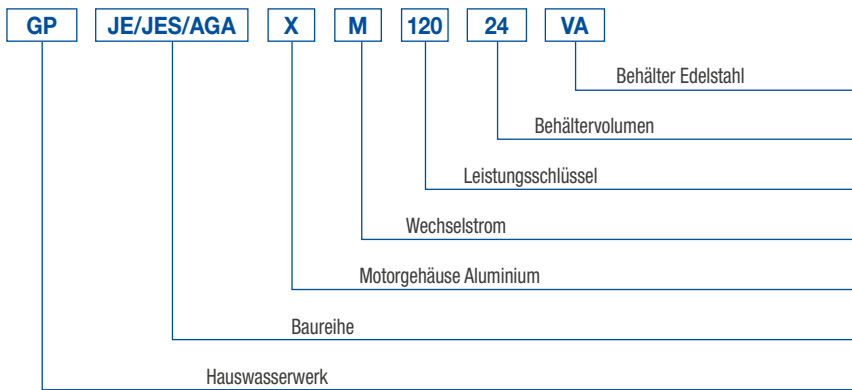 GP JE/JES/AGA X M 120 24 VA
Behälter Edelstahl
Behältervolumen
Leistungsschlüssel
Wechselstrom
Motorgehäuse Aluminium
Baureihe
Hauswasserwerk